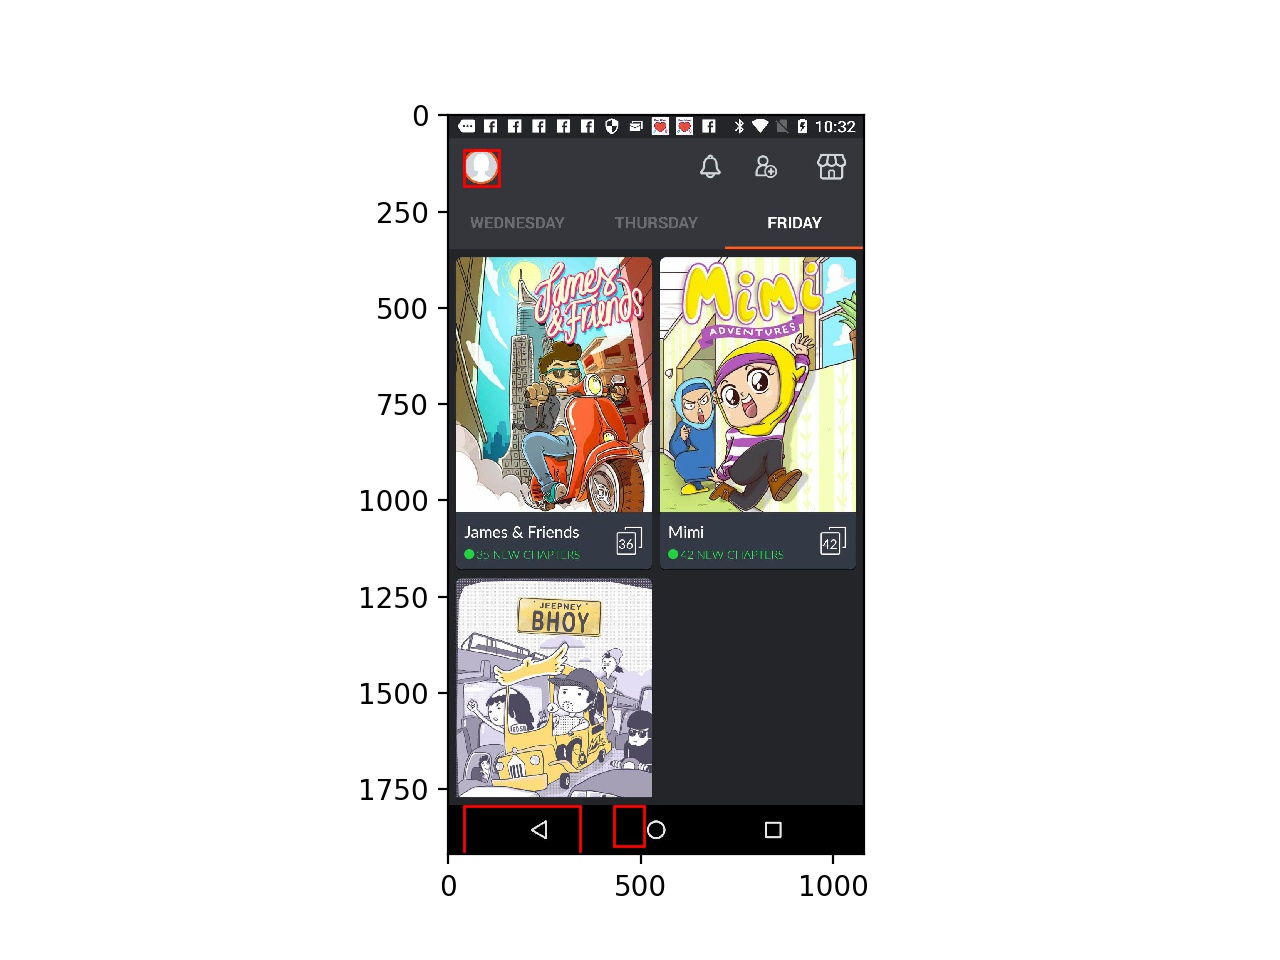 0
250
500
750
1000
1250
1500
1750
10:32
WEDNESDAY THURSDAY FRIDAY
James
& Friends
MiMi
ADVENTURES
James & Friends
36
35 NEW CHAPTERS
Mimi
42
42 NEW CHAPTERS
JEEPNEY
BHOY
0 500 1000